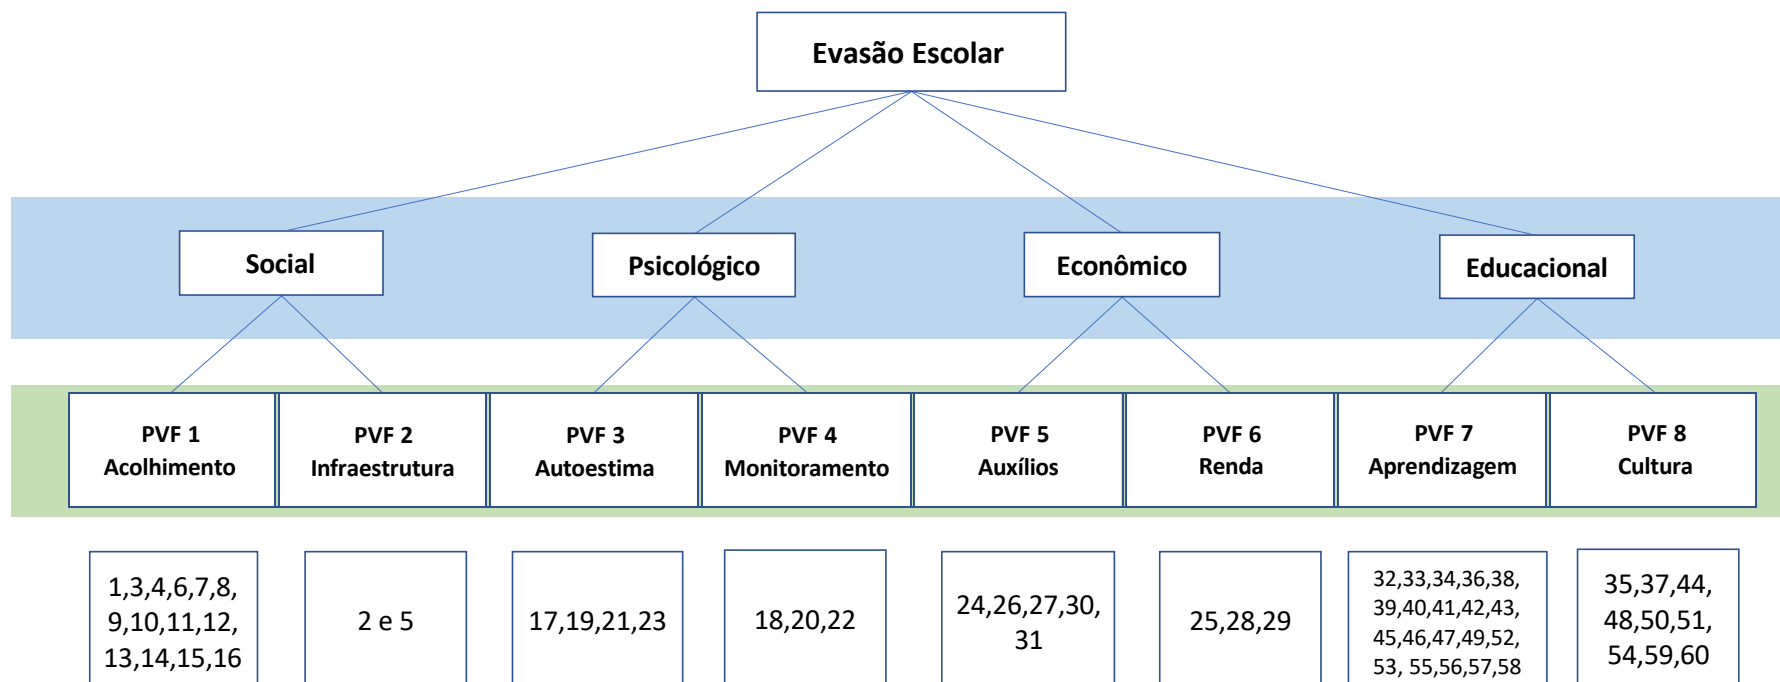 Evasão Escolar
Social
Psicológico
Econômico
Educacional
PVF 1
Acolhimento
PVF 2
Infraestrutura
PVF 3
Autoestima
PVF 4
Monitoramento
PVF 5
Auxílios
PVF 6
Renda
PVF 7
Aprendizagem
PVF 8
Cultura
1,3,4,6,7,8,
9,10,11,12,
13,14,15,16
2 e 5
17,19,21,23
18,20,22
24,26,27,30,
31
25,28,29
32,33,34,36,38,
39,40,41,42,43,
45,46,47,49,52,
53, 55,56,57,58
35,37,44,
48,50,51,
54,59,60